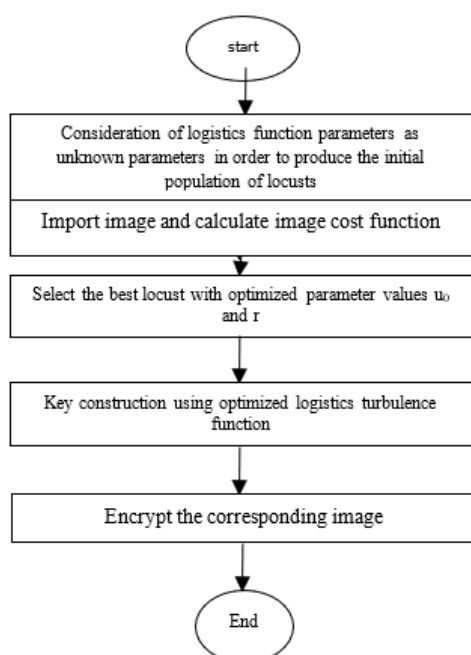 start
Consideration of logistics function parameters as
unknown parameters in order to produce the initial
population of locusts
Import image and calculate image cost function
Select the best locust with optimized parameter values u₀
and r
Key construction using optimized logistics turbulence
function
Encrypt the corresponding image
End